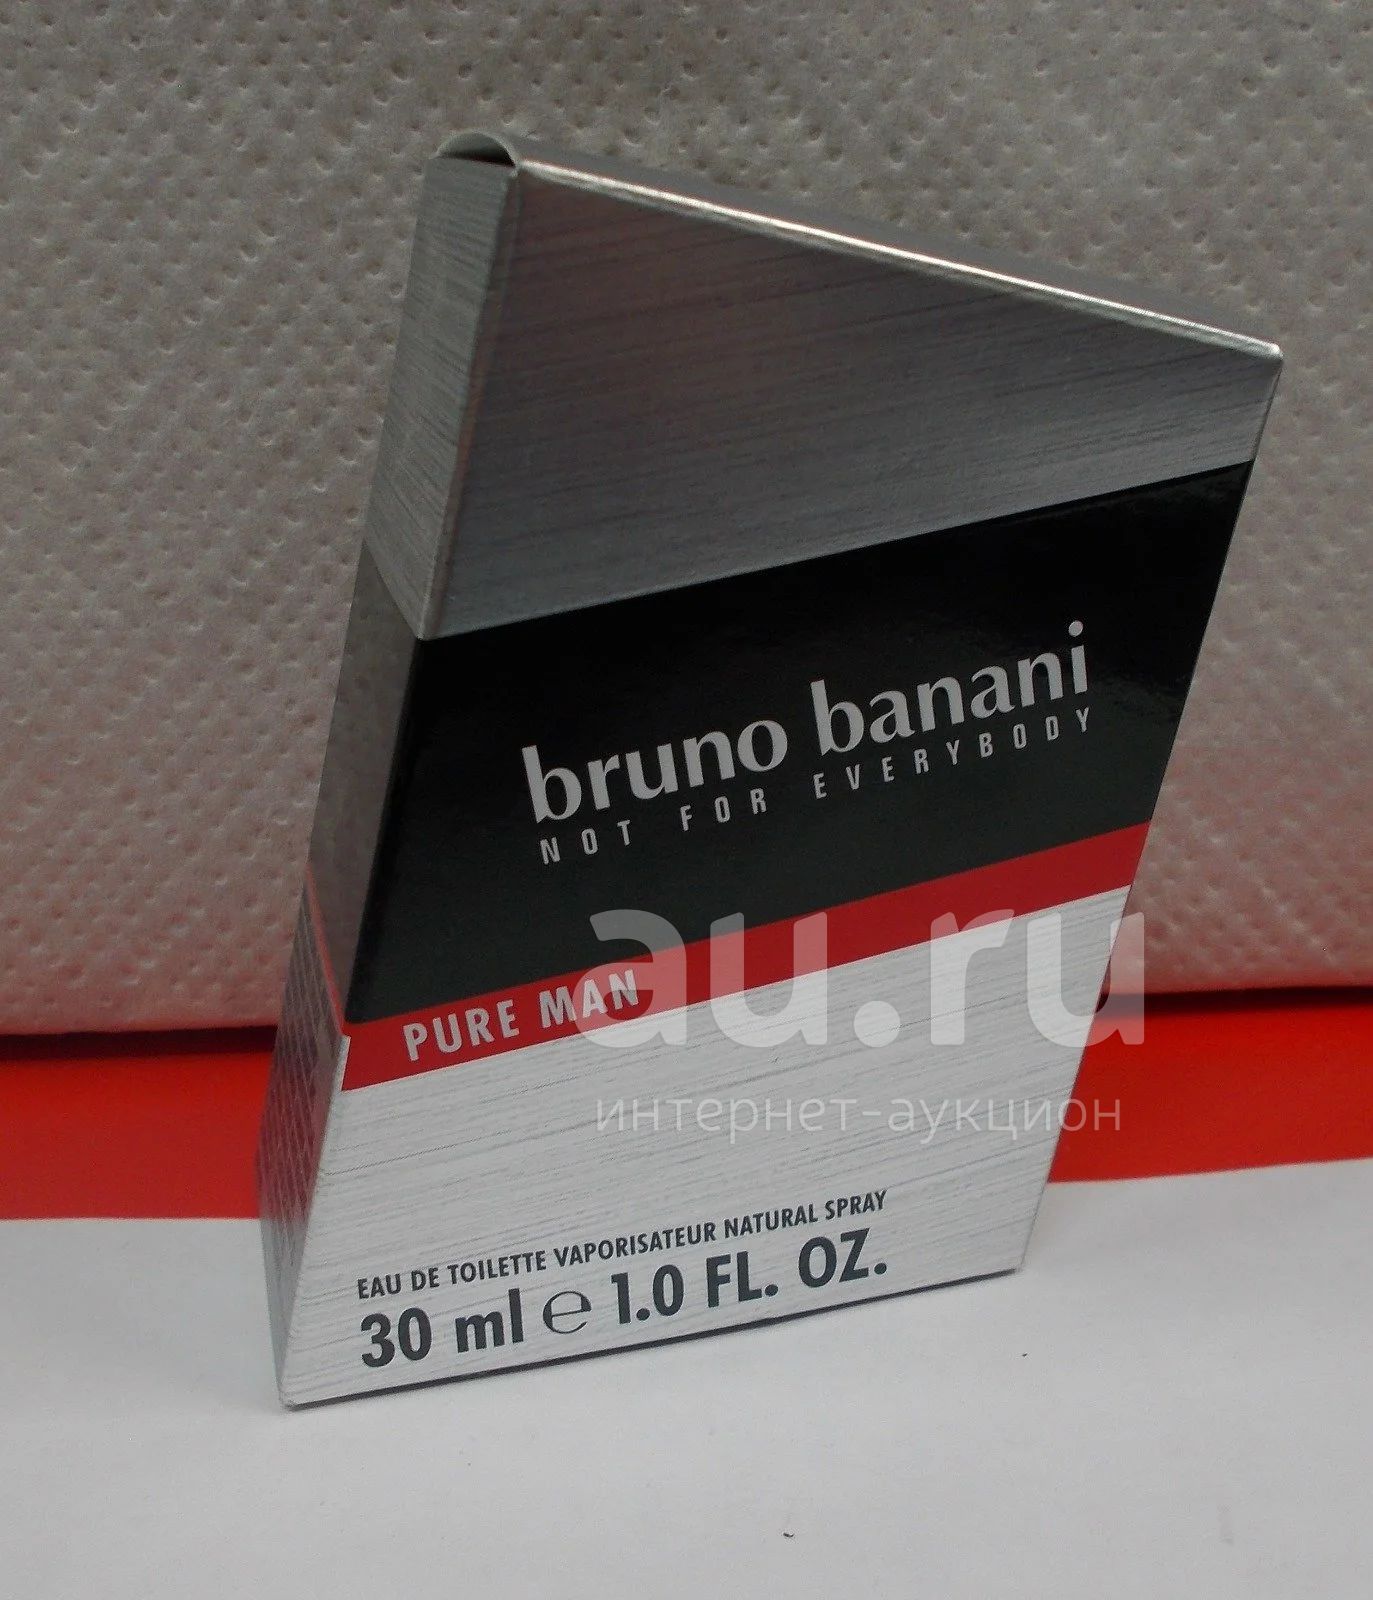 bruno banani
NOT FOR EVERYBODY
PURE MAN
au.ru
интернет-аукцион
EAU DE TOILETTE VAPORISATEUR NATURAL SPRAY
30 ml ℮ 1.0 FL. OZ.